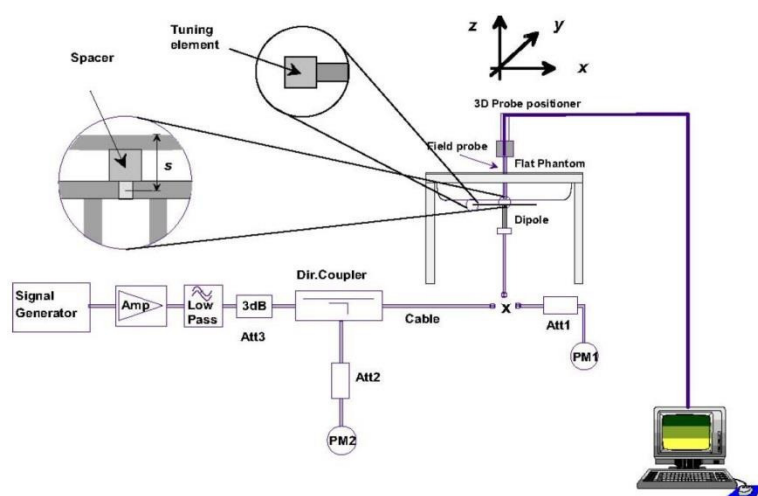 z
y
x
Tuning
element
Spacer
s
3D Probe positioner
Field probe
Flat Phantom
Dipole
Signal
Generator
Amp
Low
Pass
3dB
Att3
Dir.Coupler
Cable
x
Att1
PM1
Att2
PM2